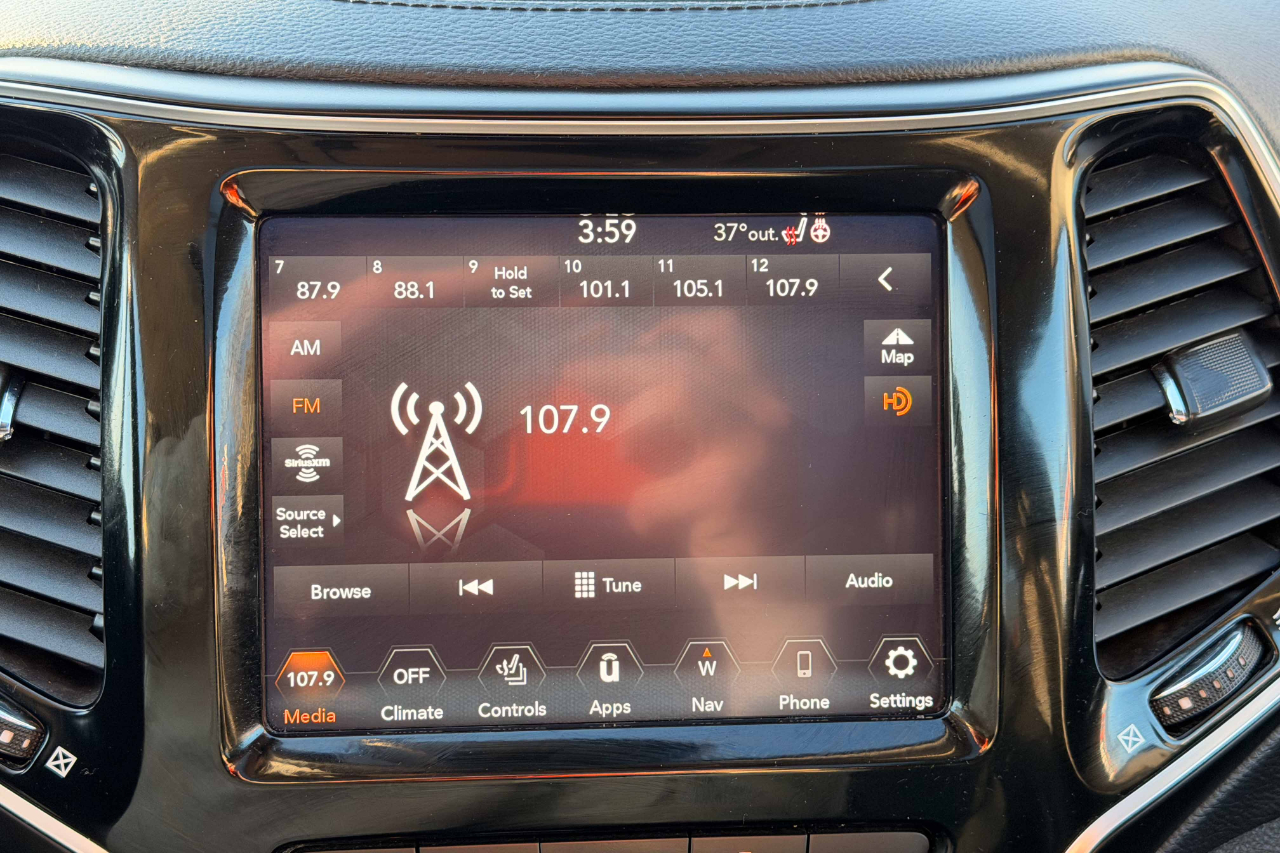 3:59
37°out.
7 87.9
8 88.1
9 Hold to Set
10 101.1
11 105.1
12 107.9
AM
Map
FM
HD
107.9
SiriusXM
Source
Select
Browse
Tune
Audio
107.9
OFF
W
Media
Climate
Controls
Apps
Nav
Phone
Settings